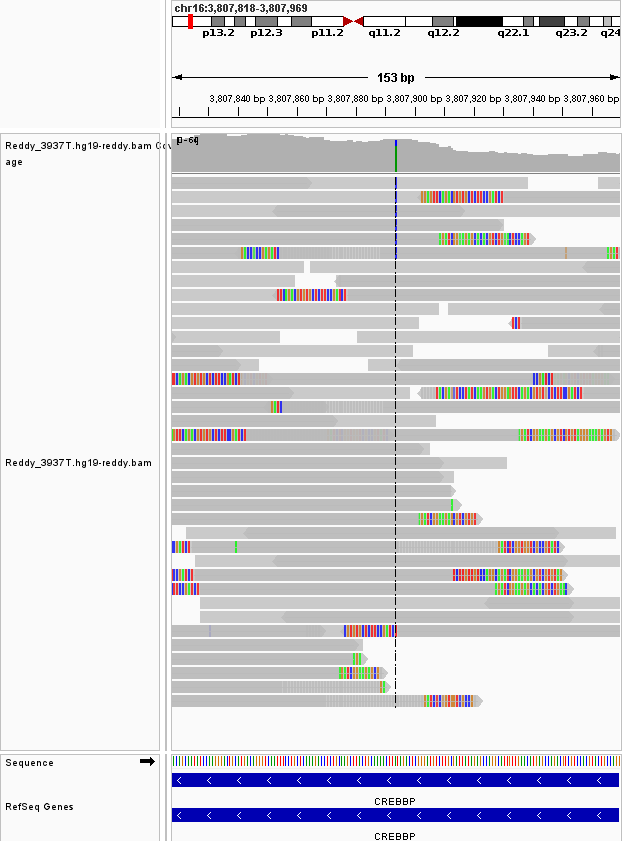 chr16:3,807,818-3,807,969
p13.2 p12.3 p11.2 q11.2 q12.2 q22.1 q23.2 q24
153 bp
3,807,840 bp 3,807,860 bp 3,807,880 bp 3,807,900 bp 3,807,920 bp 3,807,940 bp 3,807,960 bp
Reddy_3937T.hg19-reddy.bam Cov
age
Reddy_3937T.hg19-reddy.bam
Sequence
CREBBP
RefSeq Genes
CREBBP